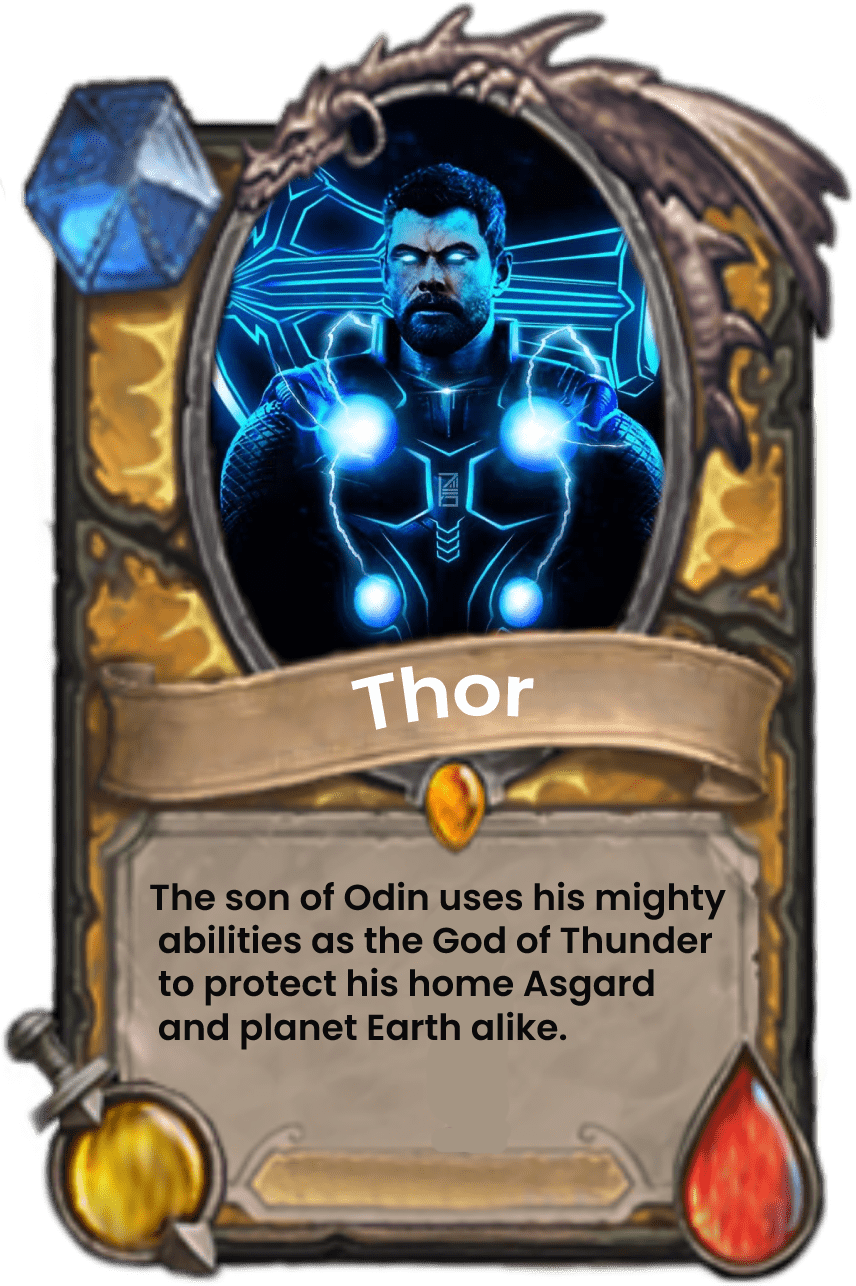 Thor
The son of Odin uses his mighty
abilities as the God of Thunder
to protect his home Asgard
and planet Earth alike.